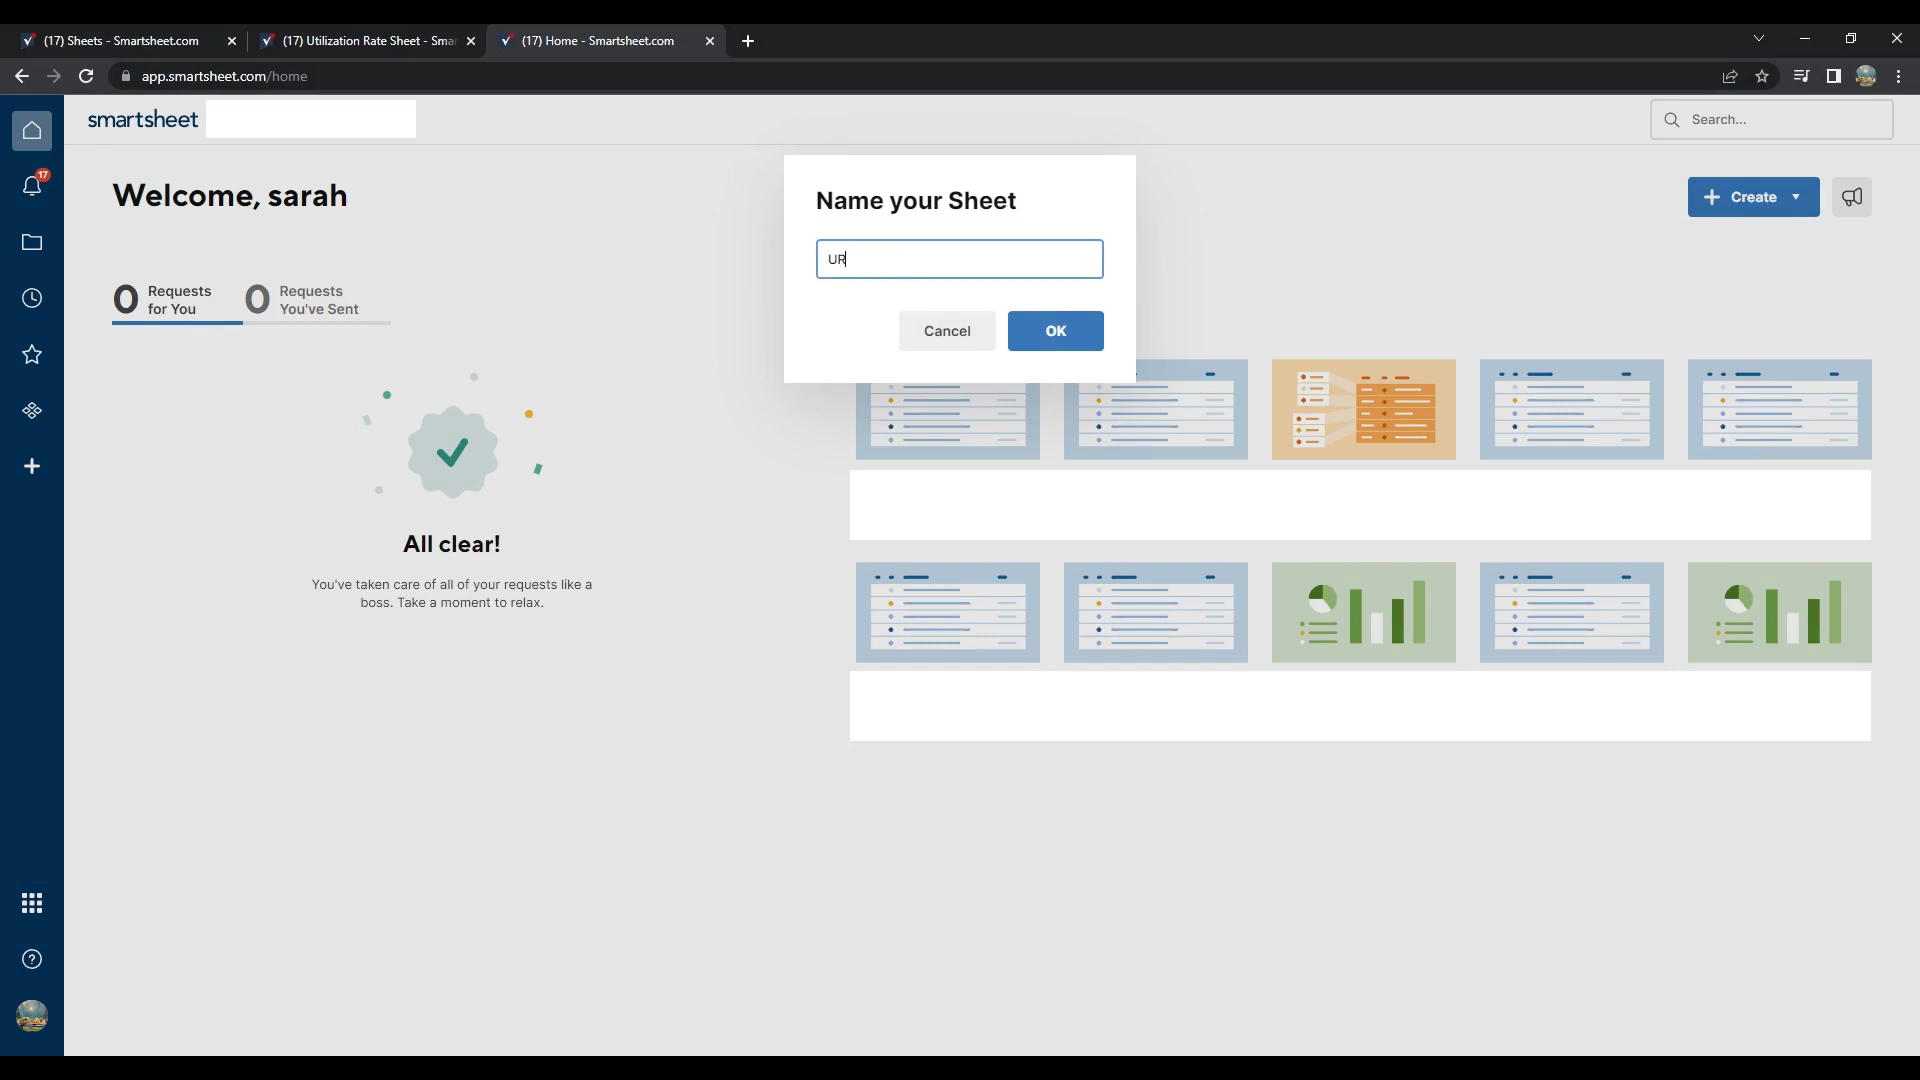 (17) Sheets - Smartsheet.com
(17) Utilization Rate Sheet - Sma
(17) Home - Smartsheet.com
app.smartsheet.com/home
smartsheet
Search...
17
Welcome, sarah
Create
Name your Sheet
UR
Cancel
OK
0 Requests for You
0 Requests You've Sent
All clear!
You've taken care of all of your requests like a
boss. Take a moment to relax.